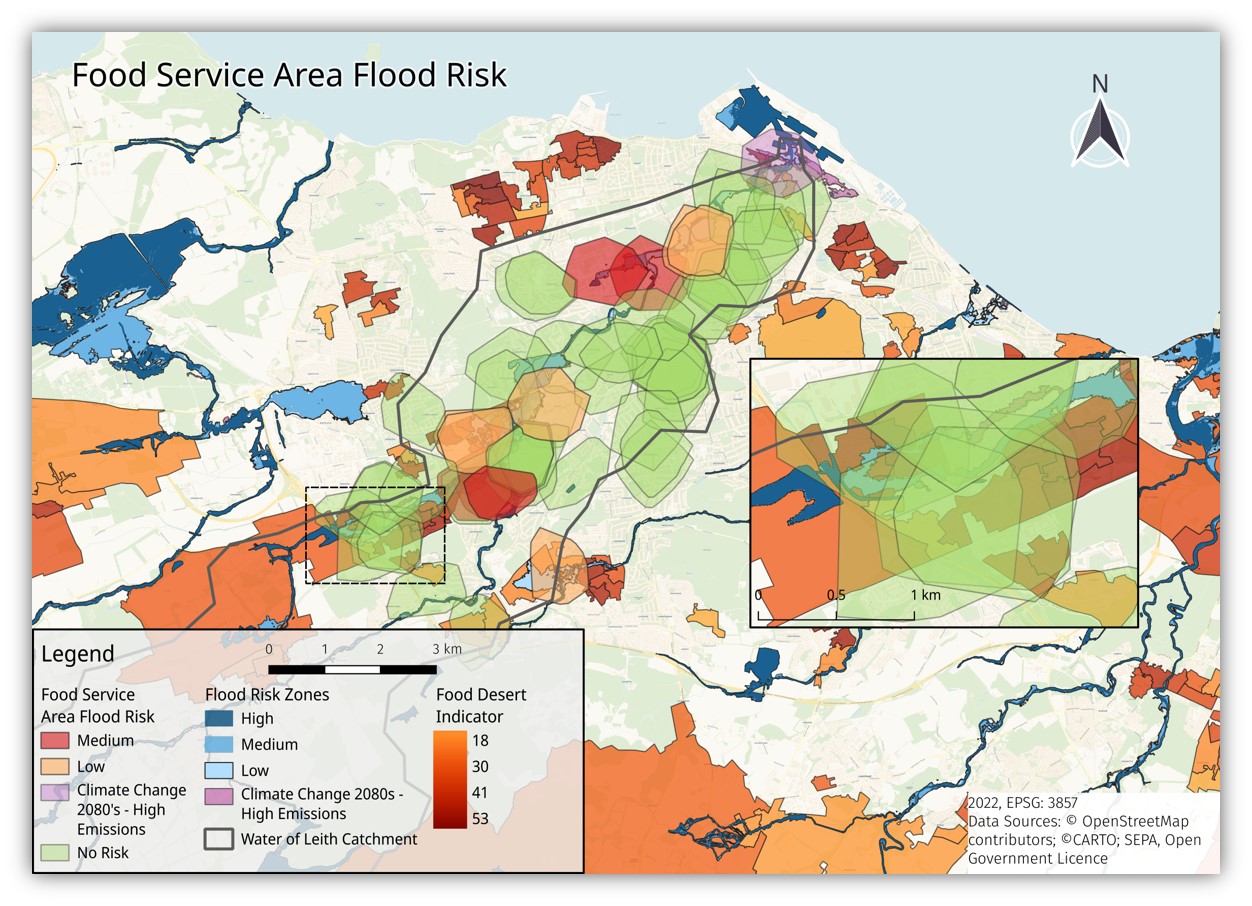 Food Service Area Flood Risk
N
0 0.5 1 km
Legend
0 1 2 3 km
Food Service
Area Flood Risk
Medium
Low
Climate Change
2080's - High
Emissions
No Risk
Flood Risk Zones
High
Medium
Low
Climate Change 2080s -
High Emissions
Water of Leith Catchment
Food Desert
Indicator
18
30
41
53
2022, EPSG: 3857
Data Sources: © OpenStreetMap
contributors; ©CARTO; SEPA, Open
Government Licence